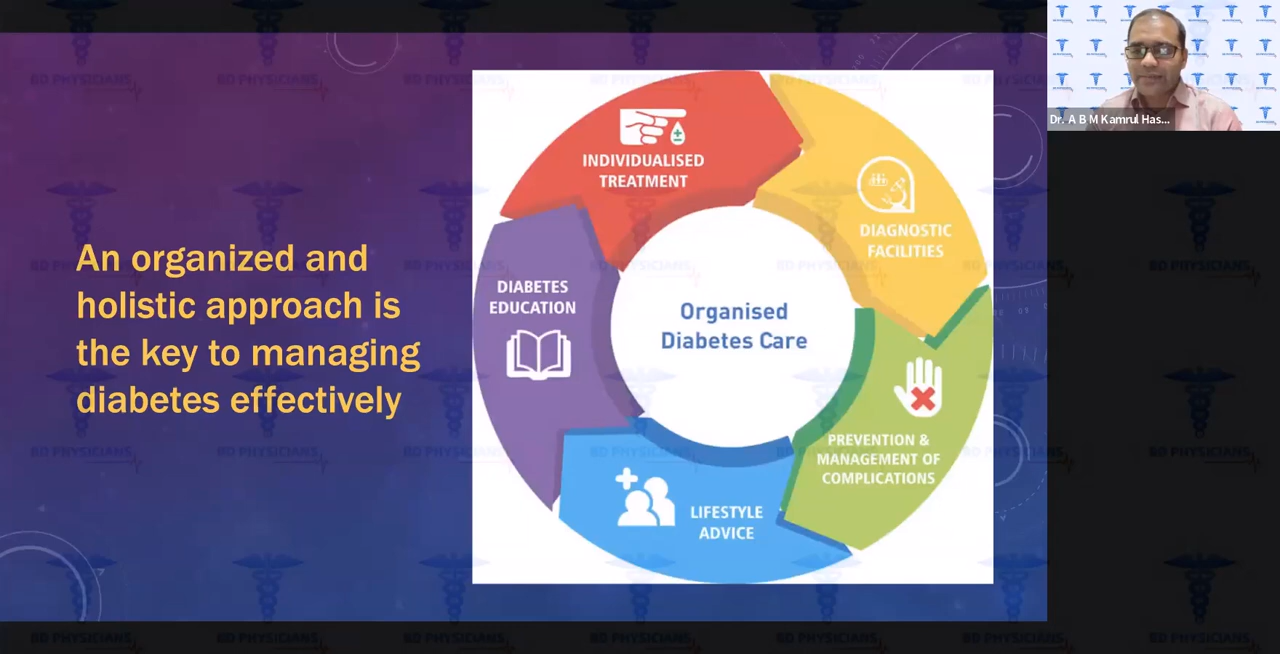 An organized and
holistic approach is
the key to managing
diabetes effectively
INDIVIDUALISED
TREATMENT
DIAGNOSTIC
FACILITIES
PREVENTION &
MANAGEMENT OF
COMPLICATIONS
LIFESTYLE
ADVICE
DIABETES
EDUCATION
Organised
Diabetes Care
Dr. A B M Kamrul Has...
BD PHYSICIANS